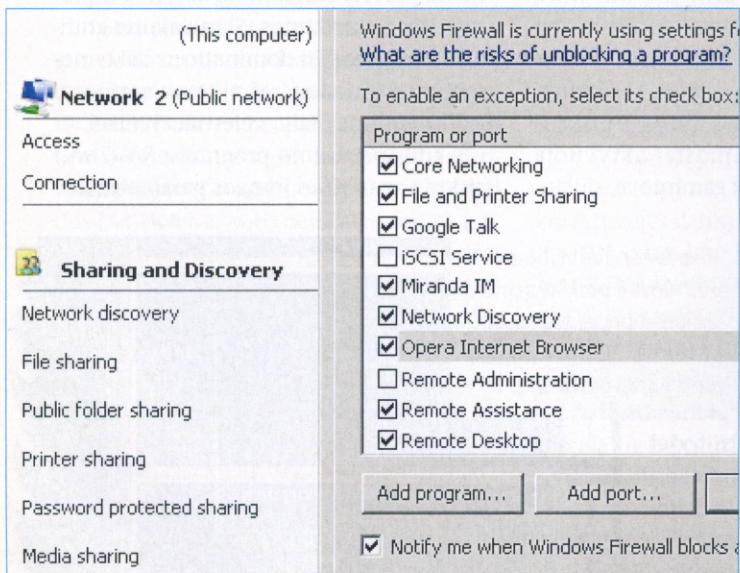 (This computer)
Network 2 (Public network)
Access
Connection
Sharing and Discovery
Network discovery
File sharing
Public folder sharing
Printer sharing
Password protected sharing
Media sharing
Windows Firewall is currently using settings
What are the risks of unblocking a program?
To enable an exception, select its check box:
Program or port
Core Networking
File and Printer Sharing
Google Talk
iSCSI Service
Miranda IM
Network Discovery
Opera Internet Browser
Remote Administration
Remote Assistance
Remote Desktop
Add program... Add port...
Notify me when Windows Firewall blocks